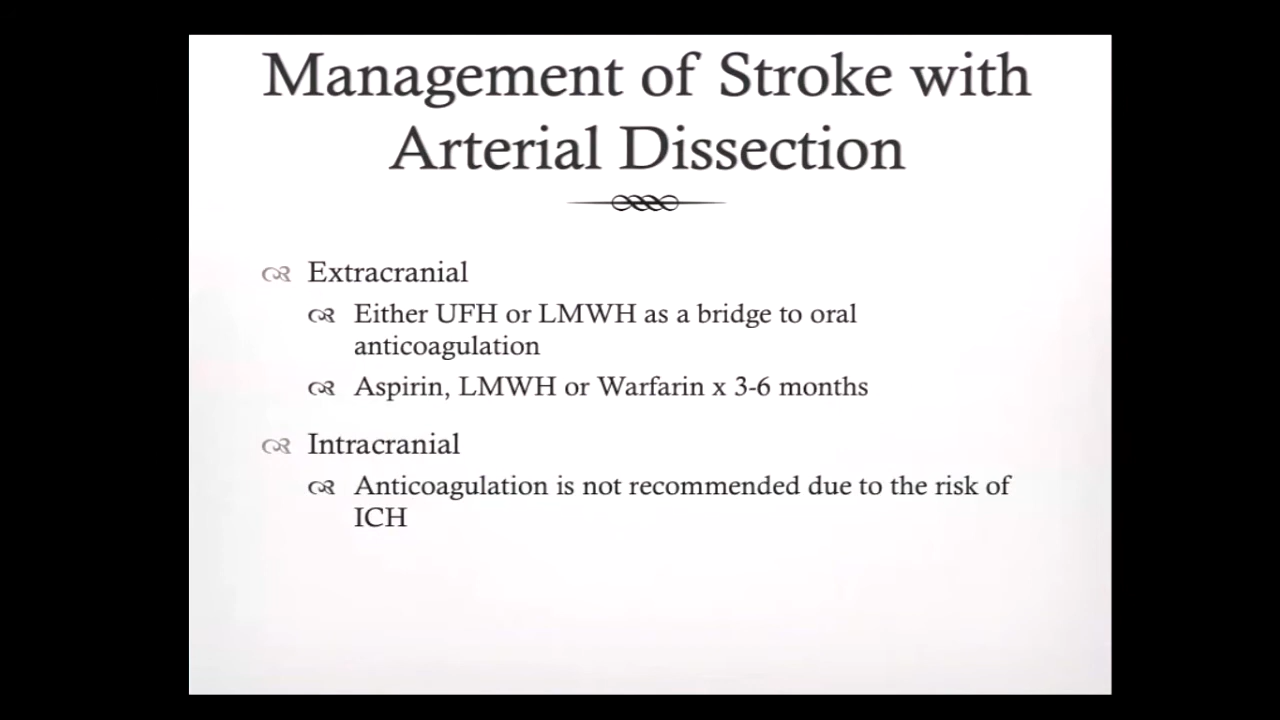 Management of Stroke with
Arterial Dissection
Extracranial
Either UFH or LMWH as a bridge to oral
anticoagulation
Aspirin, LMWH or Warfarin x 3-6 months
Intracranial
Anticoagulation is not recommended due to the risk of
ICH